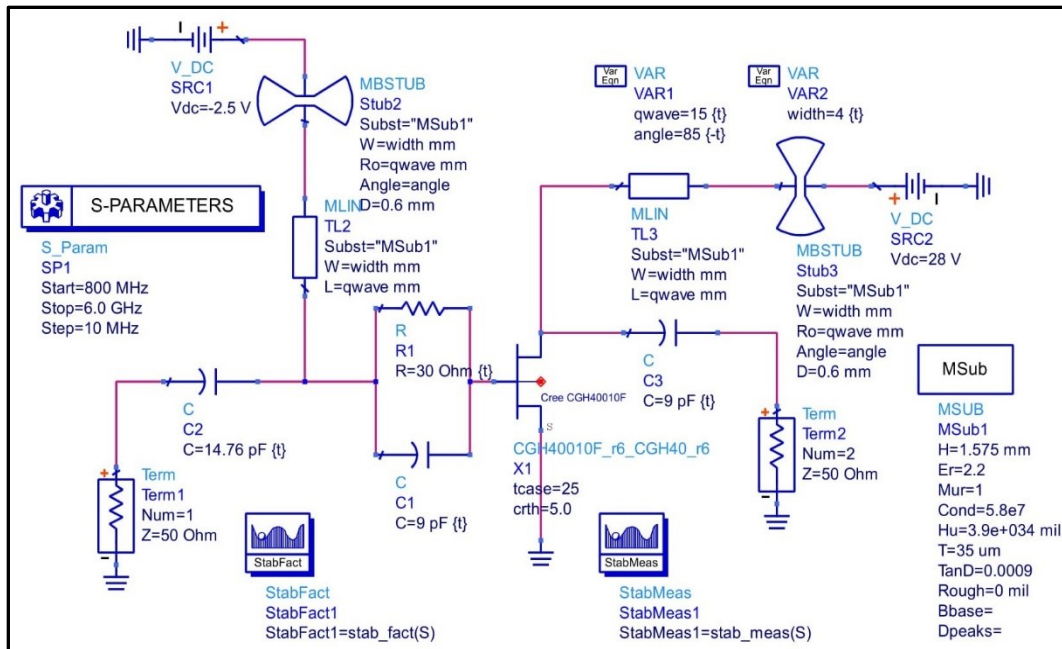 I
+
V_DC
SRC1
Vdc=-2.5 V
MBSTUB
Stub2
Subst="MSub1"
W=width mm
Ro=qwave mm
Angle=angle
D=0.6 mm
Var
Eqn
VAR
VAR1
qwave=15 {t}
angle=85 {-t}
Var
Eqn
VAR
VAR2
width=4 {t}
S-PARAMETERS
S_Param
SP1
Start=800 MHz
Stop=6.0 GHz
Step=10 MHz
MLIN
TL2
Subst="MSub1"
W=width mm
L=qwave mm
MLIN
TL3
Subst="MSub1"
W=width mm
L=qwave mm
+
I
V_DC
SRC2
Vdc=28 V
MBSTUB
Stub3
Subst="MSub1"
W=width mm
Ro=qwave mm
Angle=angle
D=0.6 mm
R
R1
R=30 Ohm {t}
C
C2
C=14.76 pF {t}
C
C1
C=9 pF {t}
Cree CGH40010F
S
CGH40010F_r6_CGH40_r6
X1
tcase=25
crth=5.0
C
C3
C=9 pF {t}
+
Term
Term1
Num=1
Z=50 Ohm
-
+
Term
Term2
Num=2
Z=50 Ohm
-
MSub
MSUB
MSub1
H=1.575 mm
Er=2.2
Mur=1
Cond=5.8e7
Hu=3.9e+034 mil
T=35 um
TanD=0.0009
Rough=0 mil
Bbase=
Dpeaks=
StabFact
StabFact
StabFact1
StabFact1=stab_fact(S)
StabMeas
StabMeas
StabMeas1
StabMeas1=stab_meas(S)